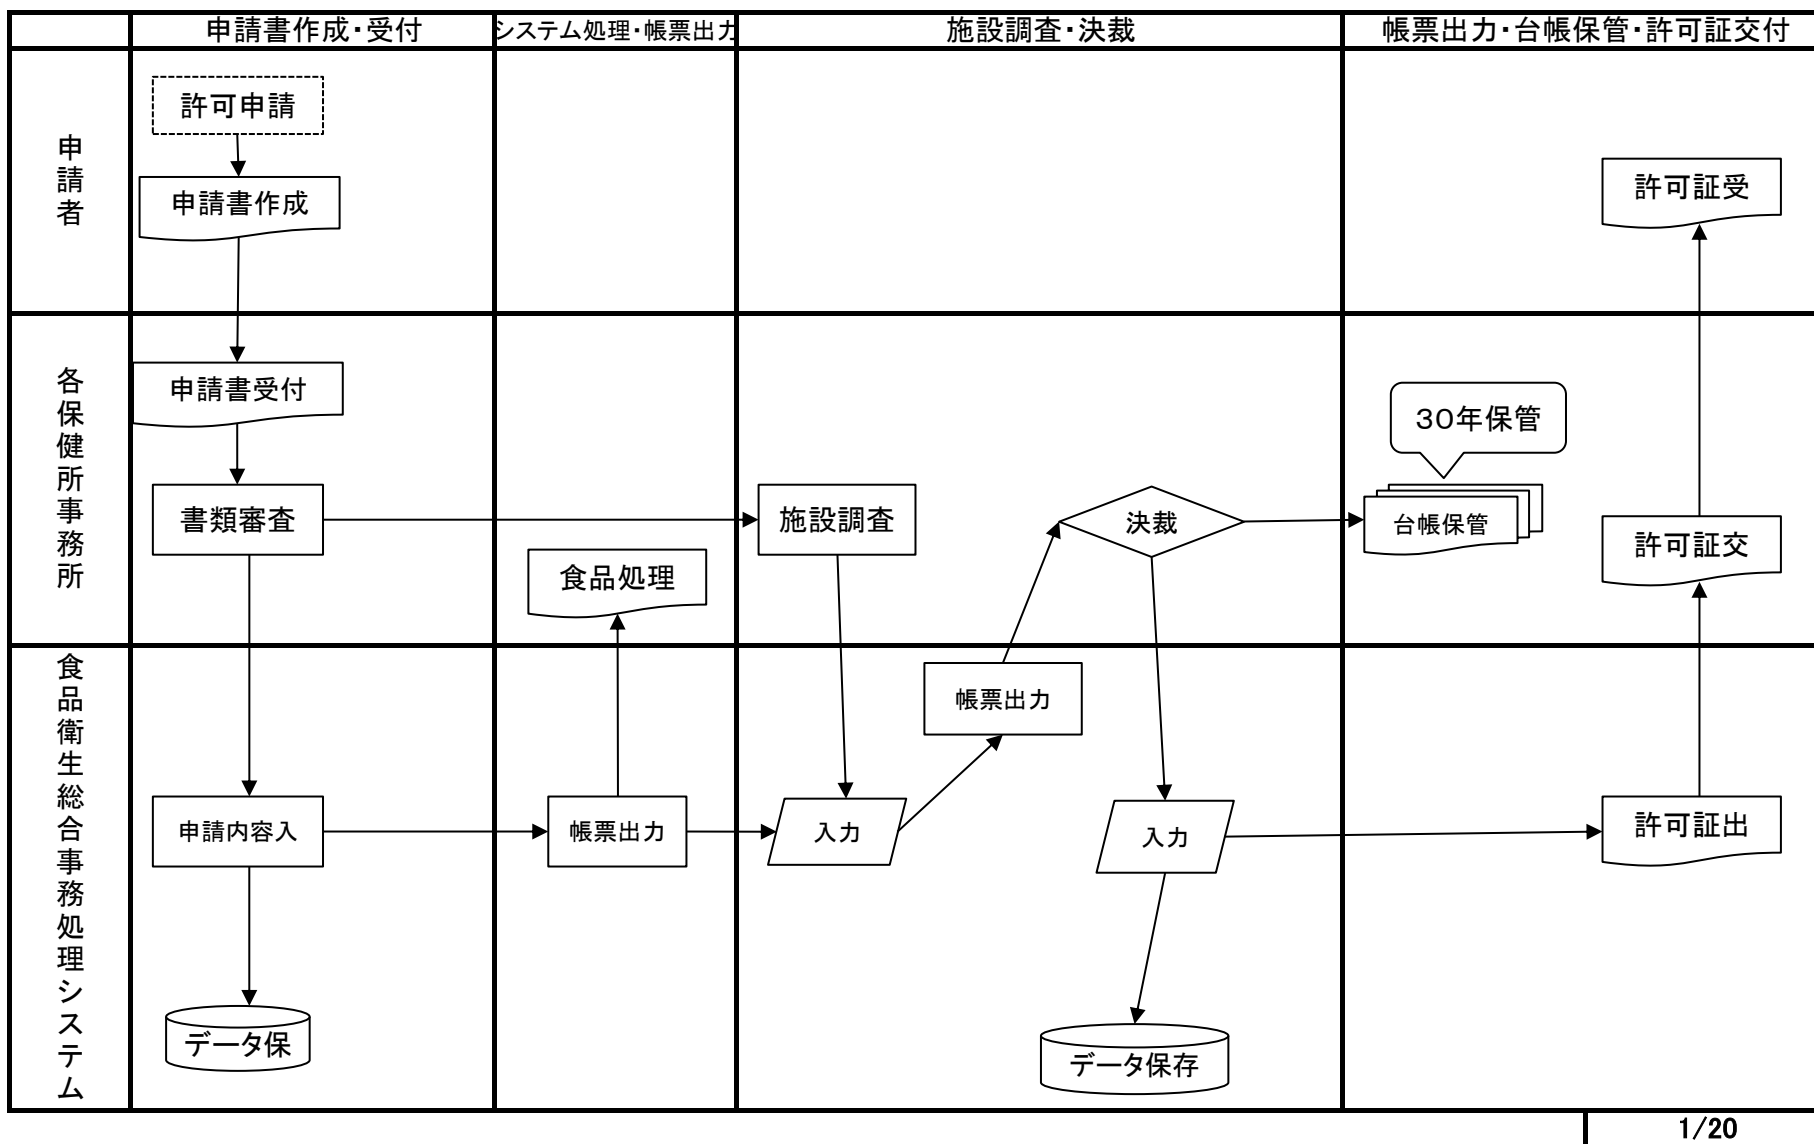 申請書作成・受付
システム処理・帳票出力
施設調査・決裁
帳票出力・台帳保管・許可証交付
申請者
許可申請
申請書作成
許可証受
各保健所事務所
申請書受付
書類審査
食品処理
施設調査
決裁
30年保管
台帳保管
許可証交
食品衛生総合事務処理システム
申請内容入
データ保
帳票出力
入力
帳票出力
入力
データ保存
許可証出
1/20